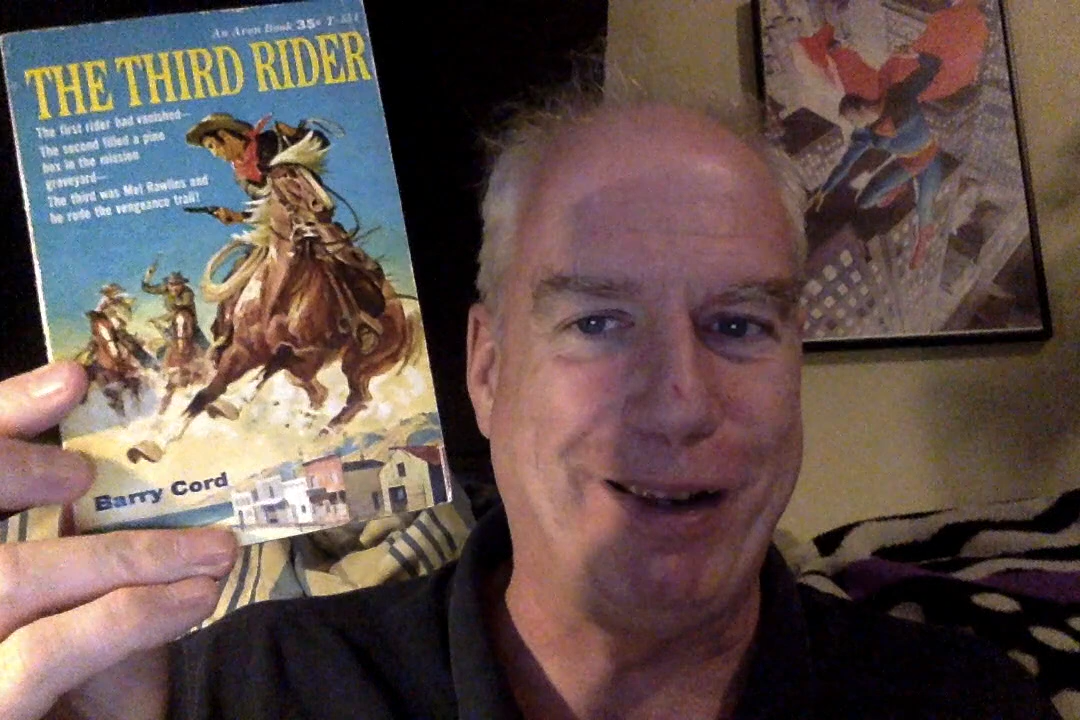 An Avon Book 35¢ T-551
THE THIRD RIDER
The first rider had vanished—
The second filled a pine
box in the mission
graveyard—
The third was Mel Rawlins and
he rode the vengeance trail!
Barry Cord